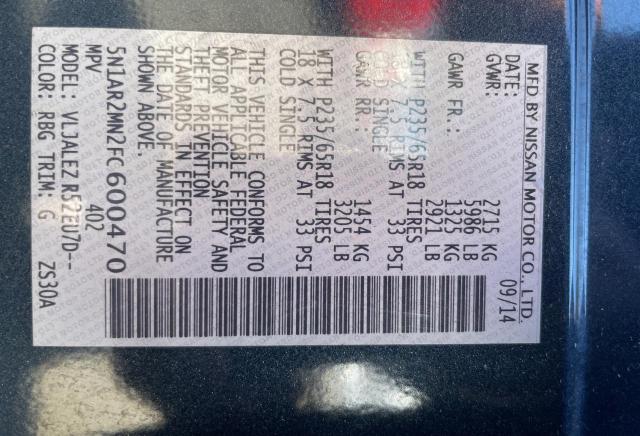 MFD BY NISSAN MOTOR CO., LTD.
DATE: 09/14
GVWR: 2715 KG
5986 LB
GAWR FR.: 1325 KG
2921 LB
WITH P235/65R18 TIRES
18 X 7.5 RIMS AT 33 PSI
COLD SINGLE
GAWR RR.: 1454 KG
3205 LB
WITH P235/65R18 TIRES
18 X 7.5 RIMS AT 33 PSI
COLD SINGLE
THIS VEHICLE CONFORMS TO
ALL APPLICABLE FEDERAL
MOTOR VEHICLE SAFETY AND
THEFT PREVENTION
STANDARDS IN EFFECT ON
THE DATE OF MANUFACTURE
SHOWN ABOVE.
5N1AR2MN2FC600470
MPV 402
MODEL: VLJALEZ R52EU7D--
COLOR: RBG TRIM: G ZS30A